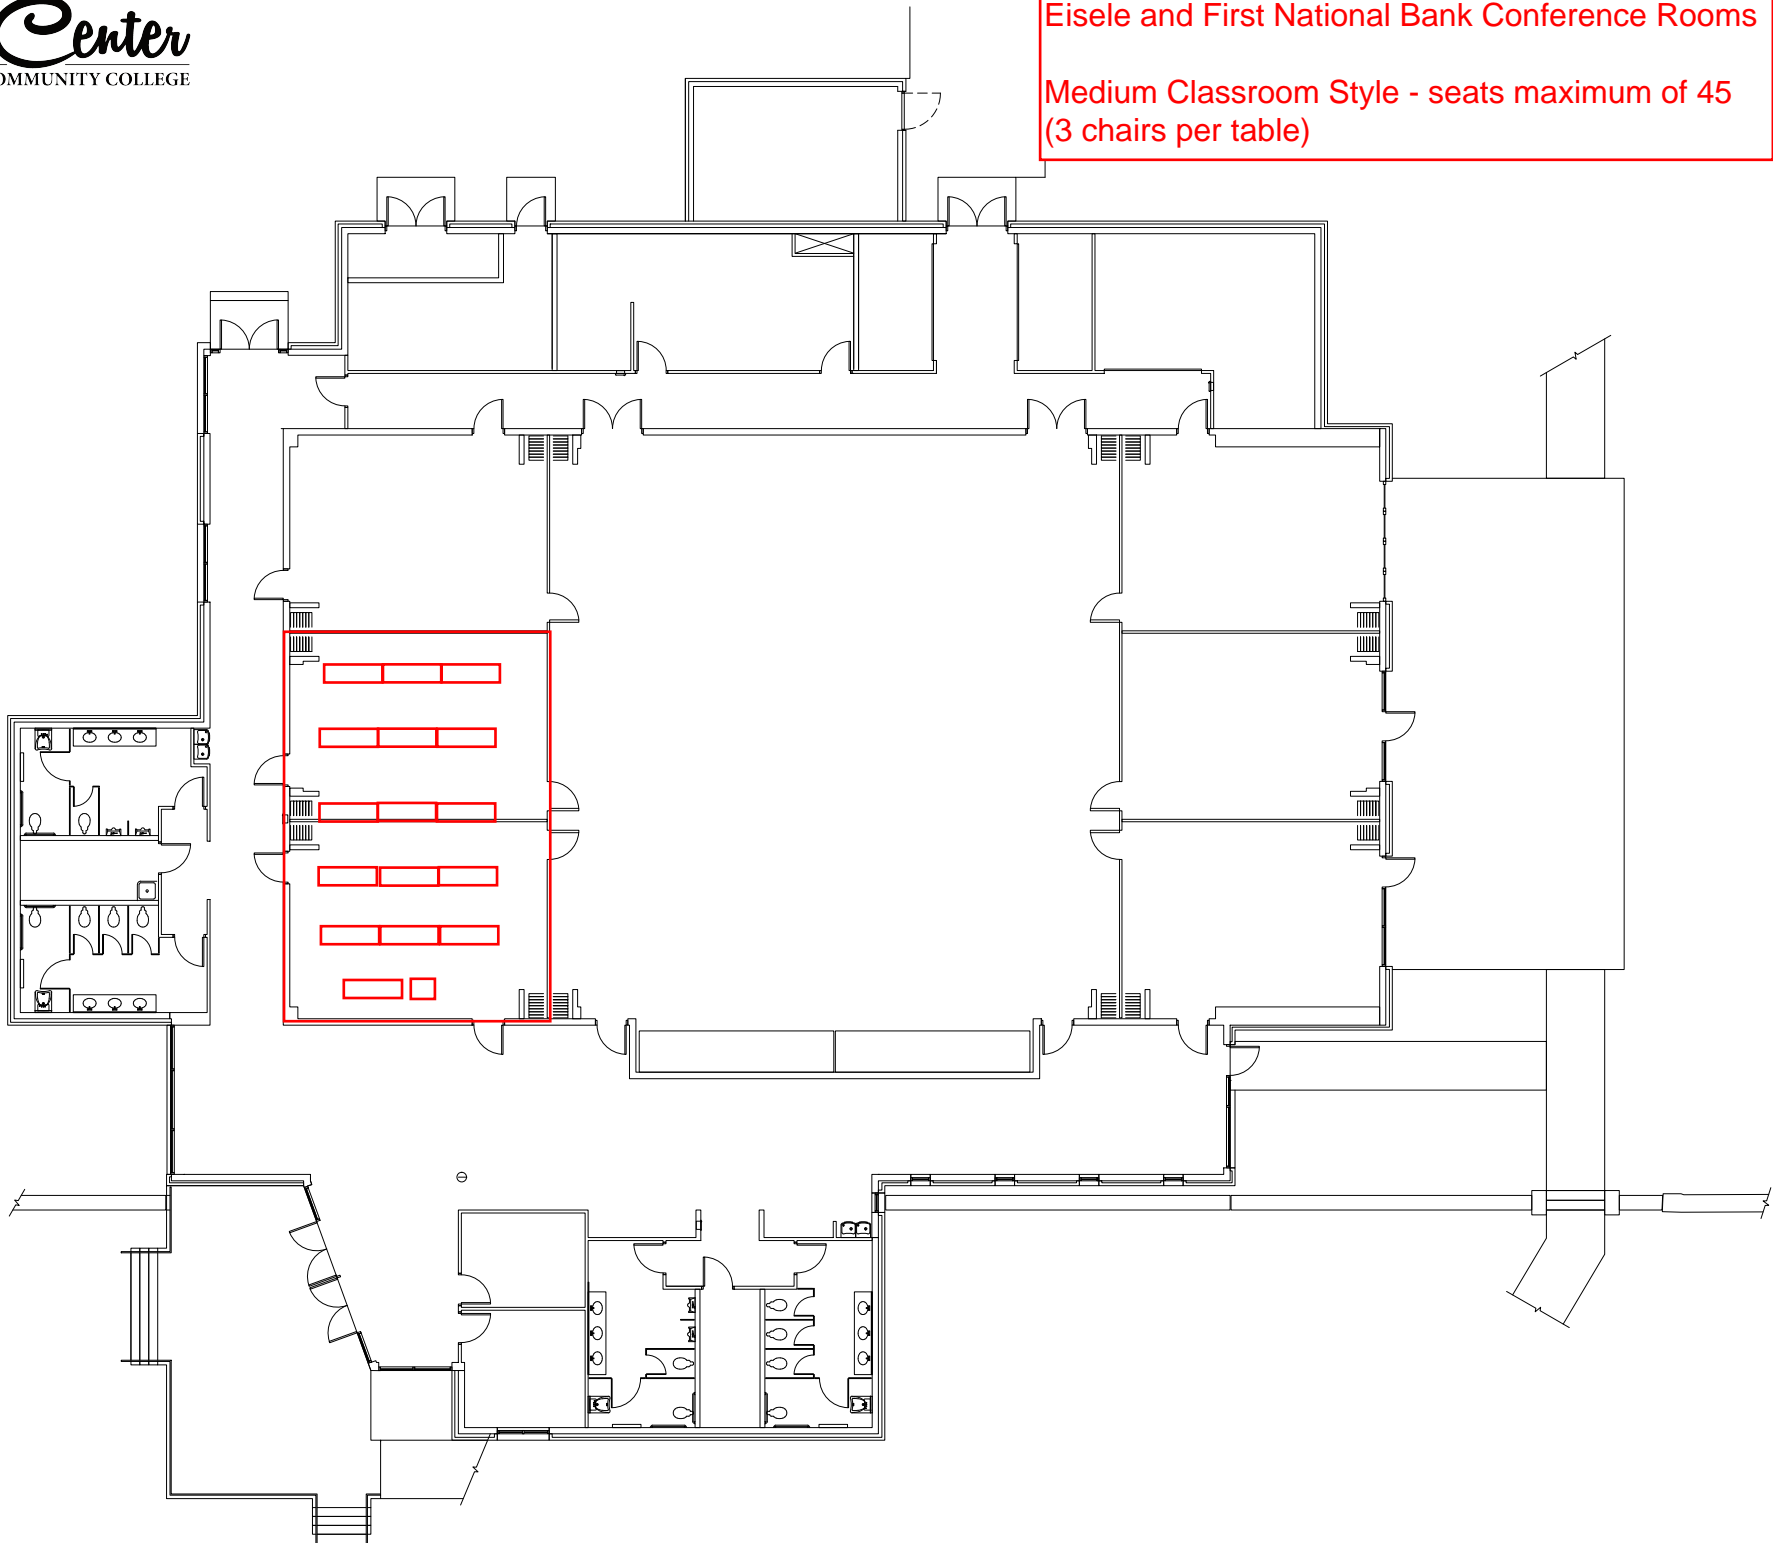 Center
COMMUNITY COLLEGE
Eisele and First National Bank Conference Rooms
Medium Classroom Style - seats maximum of 45
(3 chairs per table)